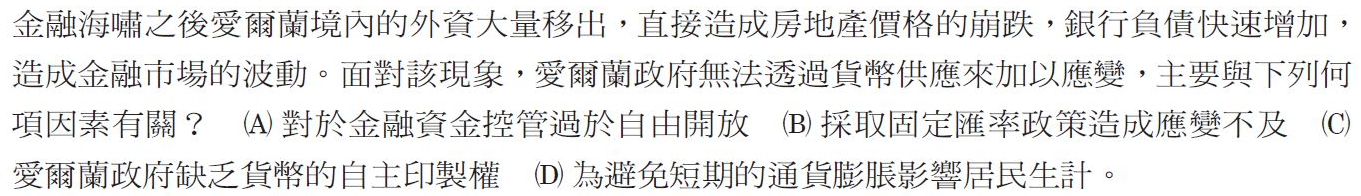 金融海嘯之後愛爾蘭境內的外資大量移出，直接造成房地產價格的崩跌，銀行負債快速增加，
造成金融市場的波動。面對該現象，愛爾蘭政府無法透過貨幣供應來加以應變，主要與下列何
項因素有關？　(A) 對於金融資金控管過於自由開放　(B) 採取固定匯率政策造成應變不及　(C)
愛爾蘭政府缺乏貨幣的自主印製權　(D) 為避免短期的通貨膨脹影響居民生計。